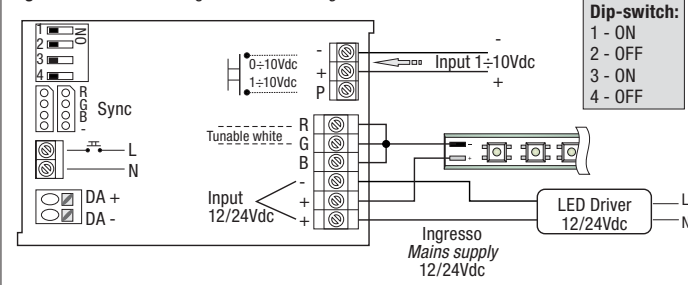 Dip-switch:
1 - ON
2 - OFF
3 - ON
4 - OFF
1
2
3
4
NO
R
G
B
-
Sync
L
N
DA +
DA -
0÷10Vdc
1÷10Vdc
-
+
P
Input 1÷10Vdc
-
+
Tunable white
R
G
B
-
+
+
Input
12/24Vdc
-
+
LED Driver
12/24Vdc
L
N
Ingresso
Mains supply
12/24Vdc